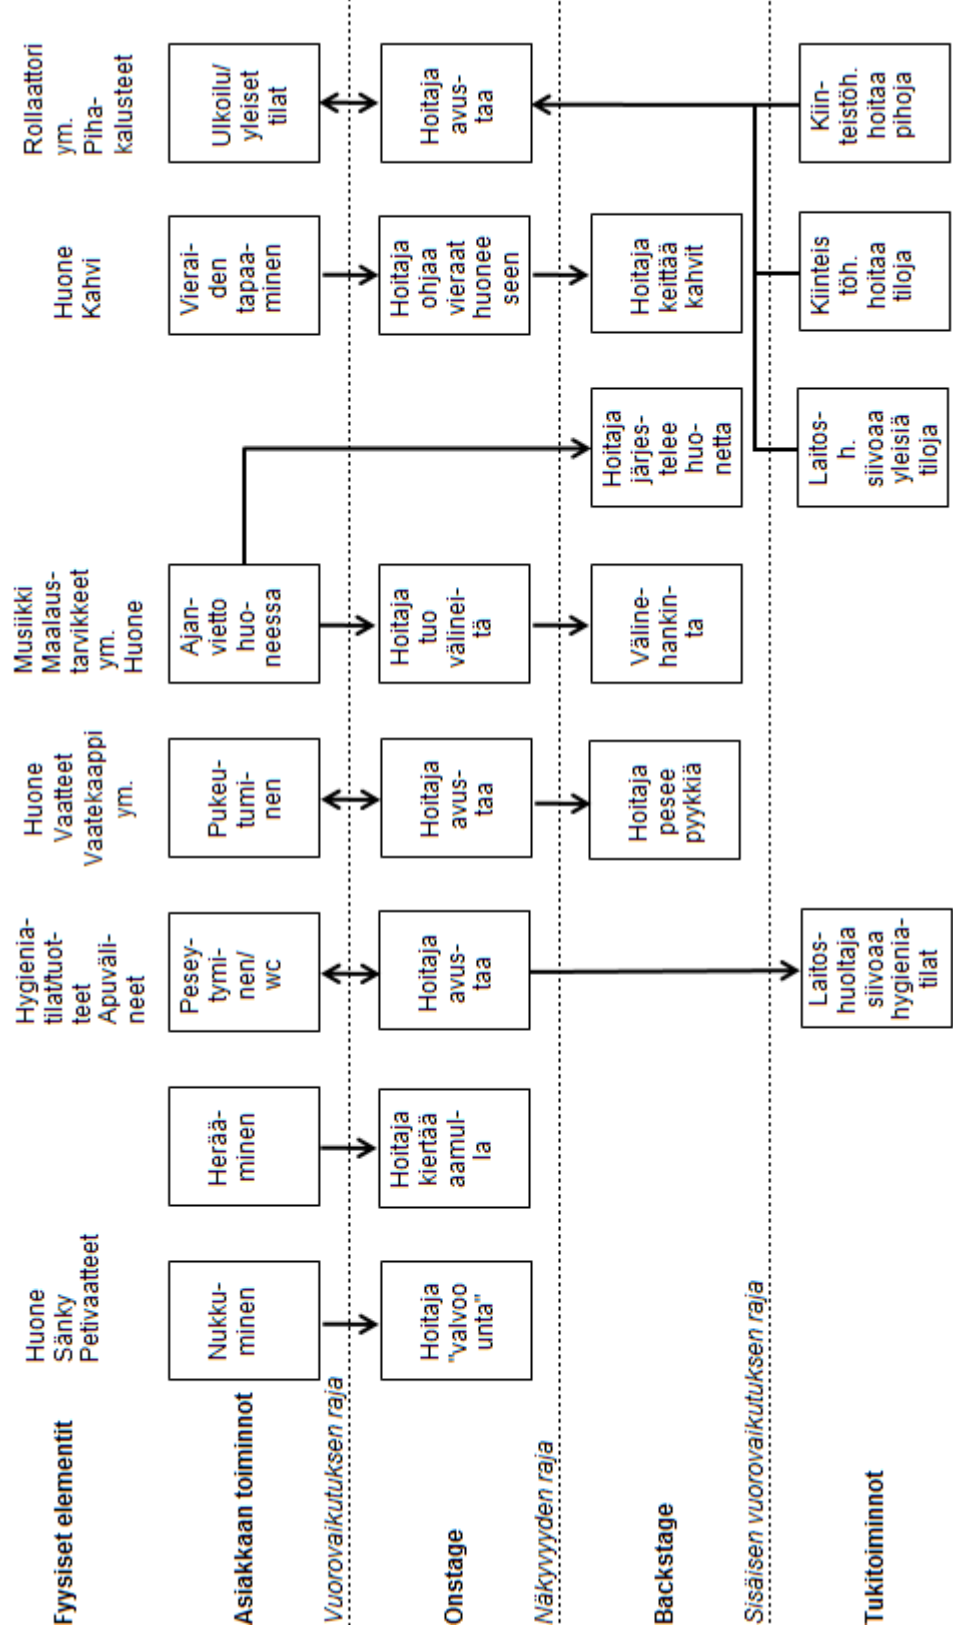 Fyysiset elementit
Huone
Sänky
Petivaatteet
Hygienia-
tilat/tuot-
teet
Apuväli-
neet
Huone
Vaatteet
Vaatekaappi
ym.
Musiikki
Maalaus-
tarvikkeet
ym.
Huone
Huone
Kahvi
Rollaattori
ym.
Piha-
kalusteet
Asiakkaan toiminnot
Nukku-
minen
Herää-
minen
Pesey-
tymi-
nen/
wc
Pukeu-
tumi-
nen
Ajan-
vietto
huo-
neessa
Vierai-
den
tapaa-
minen
Ulkoilu/
yleiset
tilat
Vuorovaikutuksen raja
Onstage
Hoitaja
"valvoo
unta"
Hoitaja
kiertää
aamul-
la
Hoitaja
avus-
taa
Hoitaja
avus-
taa
Hoitaja
tuo
välinei-
tä
Hoitaja
ohjaa
vieraat
huonee
seen
Hoitaja
avus-
taa
Näkyvyyden raja
Backstage
Hoitaja
pesee
pyykkiä
Väline-
hankin-
ta
Hoitaja
järjes-
telee
huo-
netta
Hoitaja
keittää
kahvit
Sisäisen vuorovaikutuksen raja
Tukitoiminnot
Laitos-
huoltaja
siivoaa
hygienia-
tilat
Laitos-
h.
siivoaa
yleisiä
tiloja
Kiinteis
töh.
hoitaa
tiloja
Kiin-
teistöh.
hoitaa
pihoja